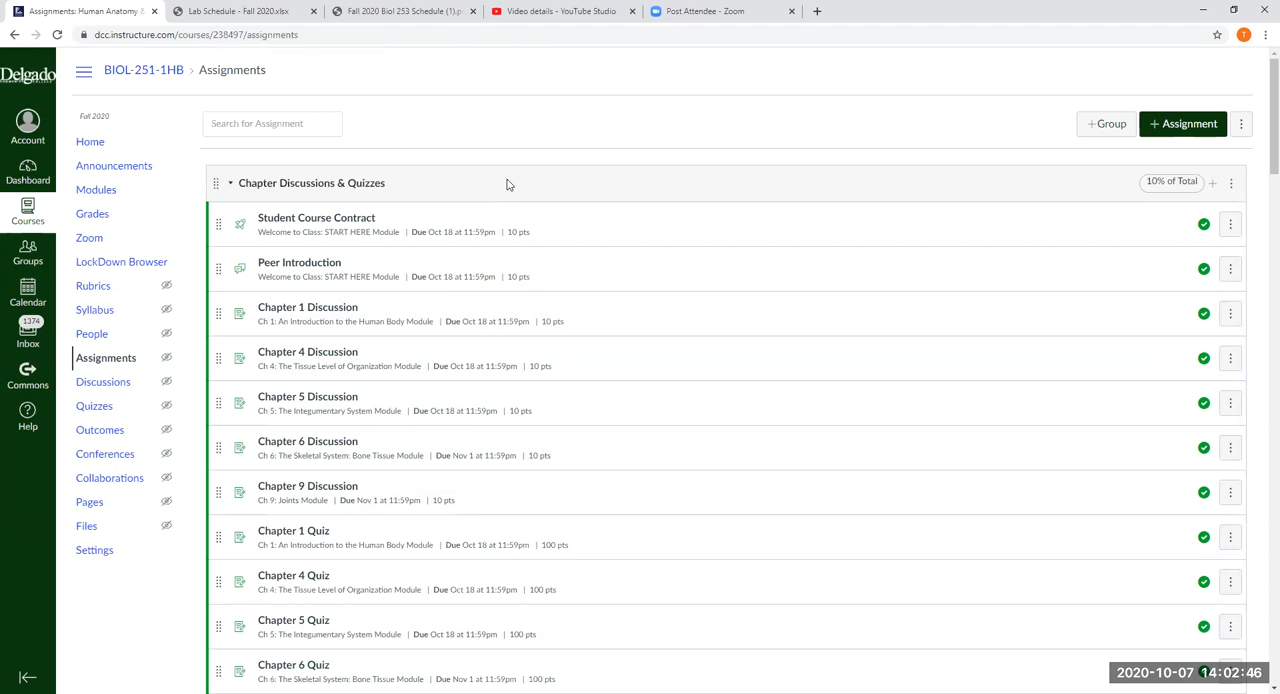 Assignments: Human Anatomy S
Lab Schedule - Fall 2020.xlsx
Fall 2020 Biol 253 Schedule (1).p
Video details - YouTube Studio
Post Attendee - Zoom
dcc.instructure.com/courses/238497/assignments
T
Delgado
BIOL-251-1HB › Assignments
Account
Dashboard
Courses
Groups
Calendar
1374
Inbox
Commons
Help
Fall 2020
Home
Announcements
Modules
Grades
Zoom
LockDown Browser
Rubrics
Syllabus
People
Assignments
Discussions
Quizzes
Outcomes
Conferences
Collaborations
Pages
Files
Settings
Search for Assignment
+Group
+ Assignment
Chapter Discussions & Quizzes
10% of Total
Student Course Contract
Welcome to Class: START HERE Module | Due Oct 18 at 11:59pm | 10 pts
Peer Introduction
Welcome to Class: START HERE Module | Due Oct 18 at 11:59pm | 10 pts
Chapter 1 Discussion
Ch 1: An Introduction to the Human Body Module | Due Oct 18 at 11:59pm | 10 pts
Chapter 4 Discussion
Ch 4: The Tissue Level of Organization Module | Due Oct 18 at 11:59pm | 10 pts
Chapter 5 Discussion
Ch 5: The Integumentary System Module | Due Oct 18 at 11:59pm | 10 pts
Chapter 6 Discussion
Ch 6: The Skeletal System: Bone Tissue Module | Due Nov 1 at 11:59pm | 10 pts
Chapter 9 Discussion
Ch 9: Joints Module | Due Nov 1 at 11:59pm | 10 pts
Chapter 1 Quiz
Ch 1: An Introduction to the Human Body Module | Due Oct 18 at 11:59pm | 100 pts
Chapter 4 Quiz
Ch 4: The Tissue Level of Organization Module | Due Oct 18 at 11:59pm | 100 pts
Chapter 5 Quiz
Ch 5: The Integumentary System Module | Due Oct 18 at 11:59pm | 100 pts
Chapter 6 Quiz
Ch 6: The Skeletal System: Bone Tissue Module | Due Nov 1 at 11:59pm | 100 pts
2020-10-07 14:02:46